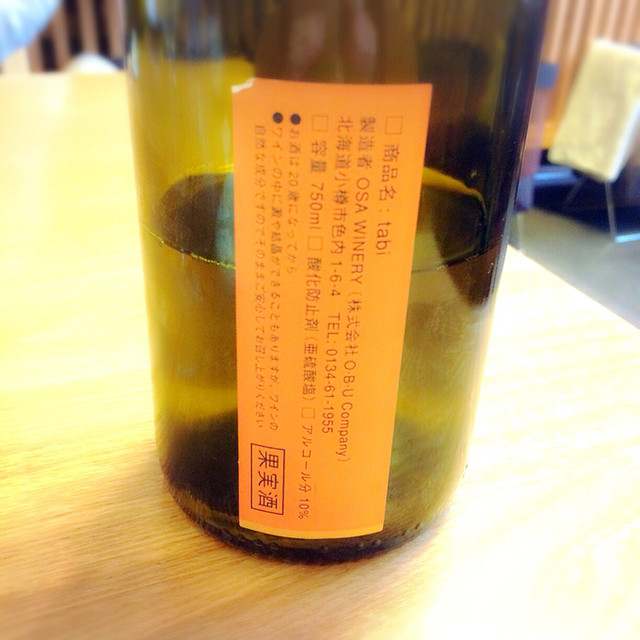 □ 商品名:tabi
製造者 OSA WINERY(株式会社O・B・U Company)
北海道小樽市色内1-6-4 TEL: 0134-61-1955
□ 容量 750ml □ 酸化防止剤(亜硫酸塩) □ アルコール分 10%
●お酒は20歳になってから
●ワインの中に澱や結晶ができることもありますが、ワインの
自然な成分ですのでそのままご安心してお召し上がりください
果実酒